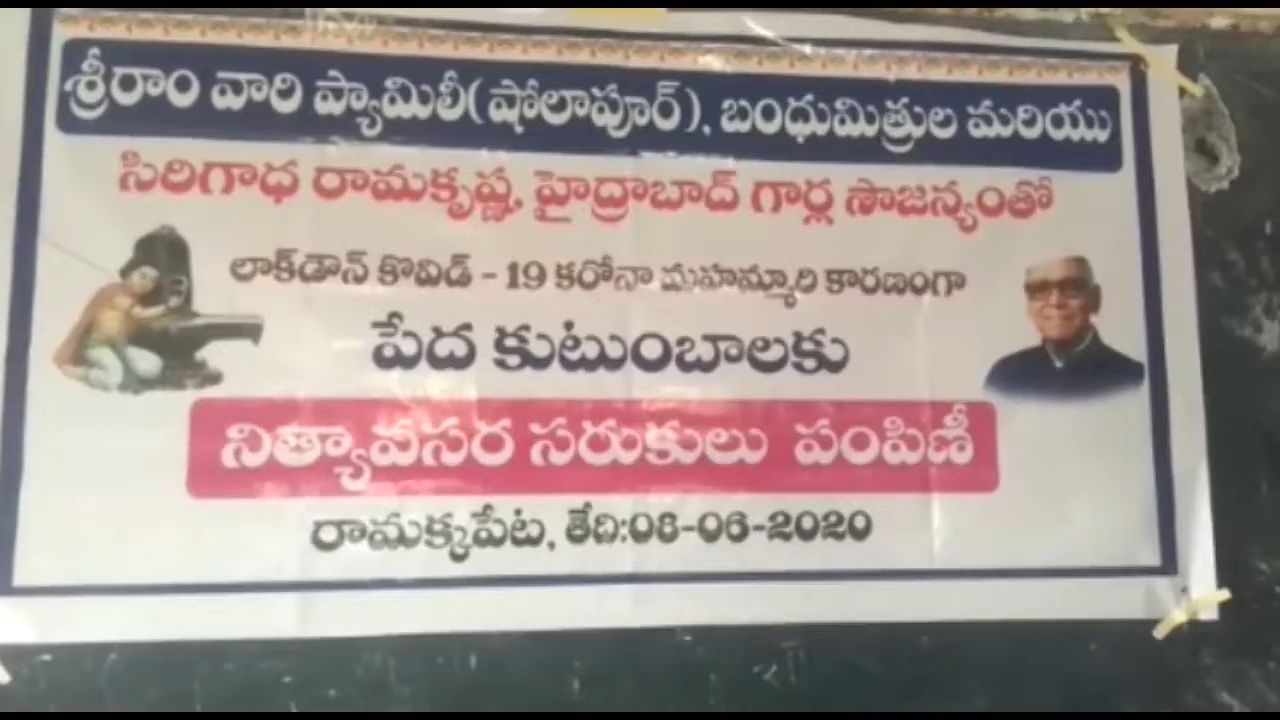 శ్రీరాం వారి ఫ్యామిలీ(షోలాపూర్), బంధుమిత్రుల మరియు
సిరిగాధ రామకృష్ణ, హైద్రాబాద్ గార్ల సౌజన్యంతో
లాక్‌డౌన్ కొవిడ్ - 19 కరోనా మహమ్మారి కారణంగా
పేద కుటుంబాలకు
నిత్యావసర సరుకులు పంపిణీ
రామక్కపేట, తేది:08-06-2020